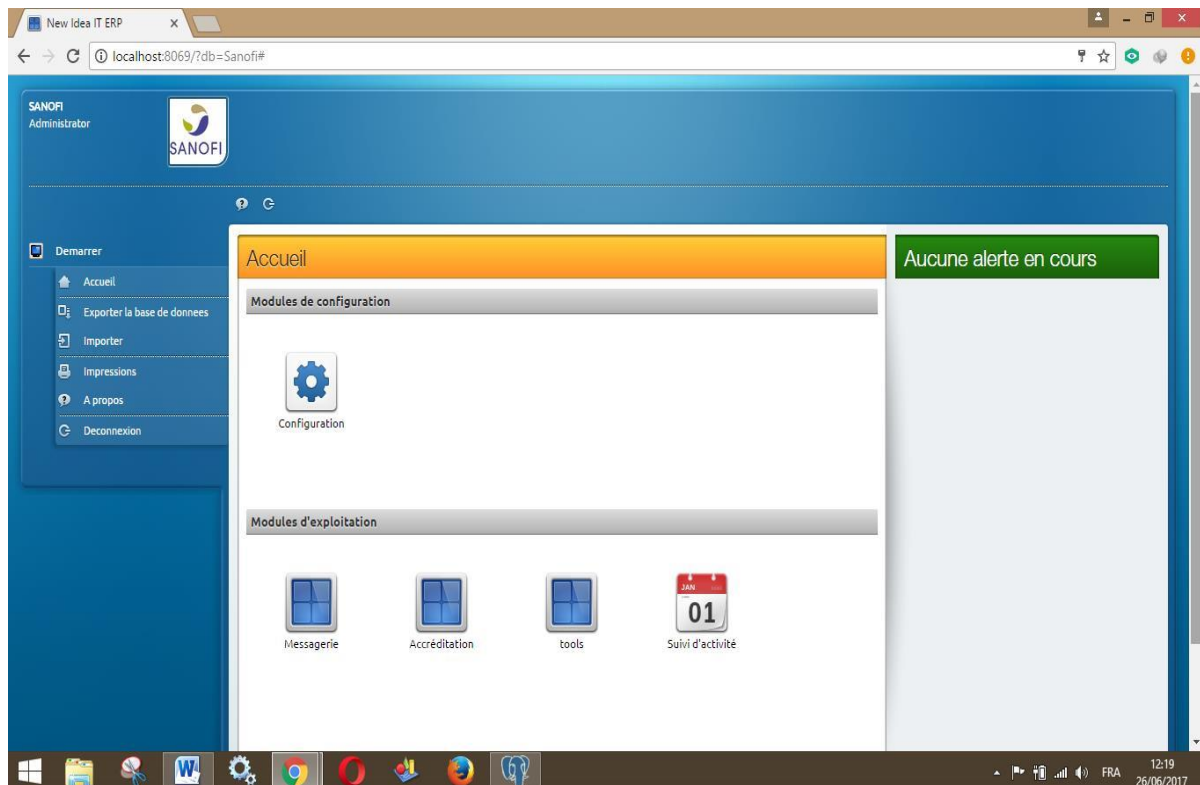 New Idea IT ERP
localhost:8069/?db=Sanofi#
SANOFI
Administrator
SANOFI
Demarrer
Accueil
Exporter la base de donnees
Importer
Impressions
A propos
Deconnexion
Accueil
Aucune alerte en cours
Modules de configuration
Configuration
Modules d'exploitation
JAN
01
Messagerie
Accréditation
tools
Suivi d'activité
W
FRA
12:19
26/06/2017